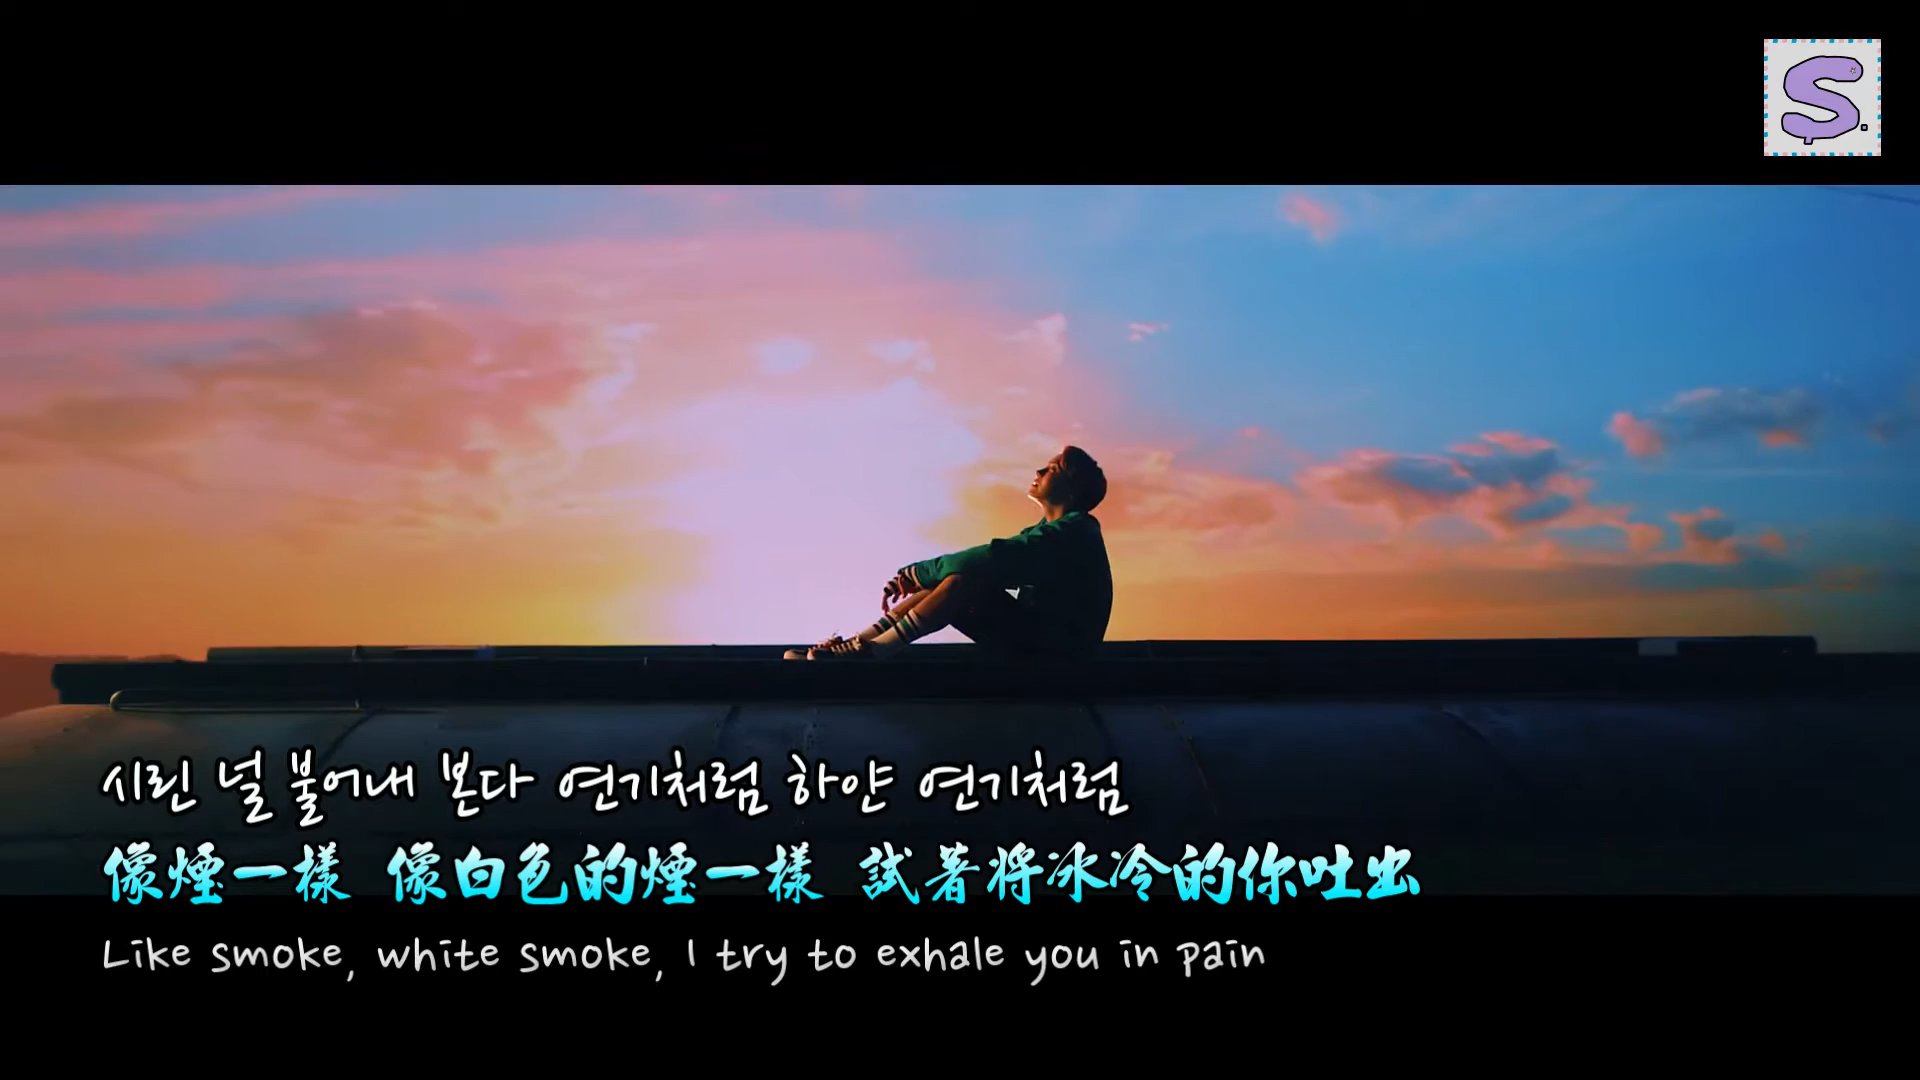 S.
시린 널 불어내 본다 연기처럼 하얀 연기처럼
像煙一樣 像白色的煙一樣 試著將冰冷的你吐出
Like smoke, white smoke, I try to exhale you in pain